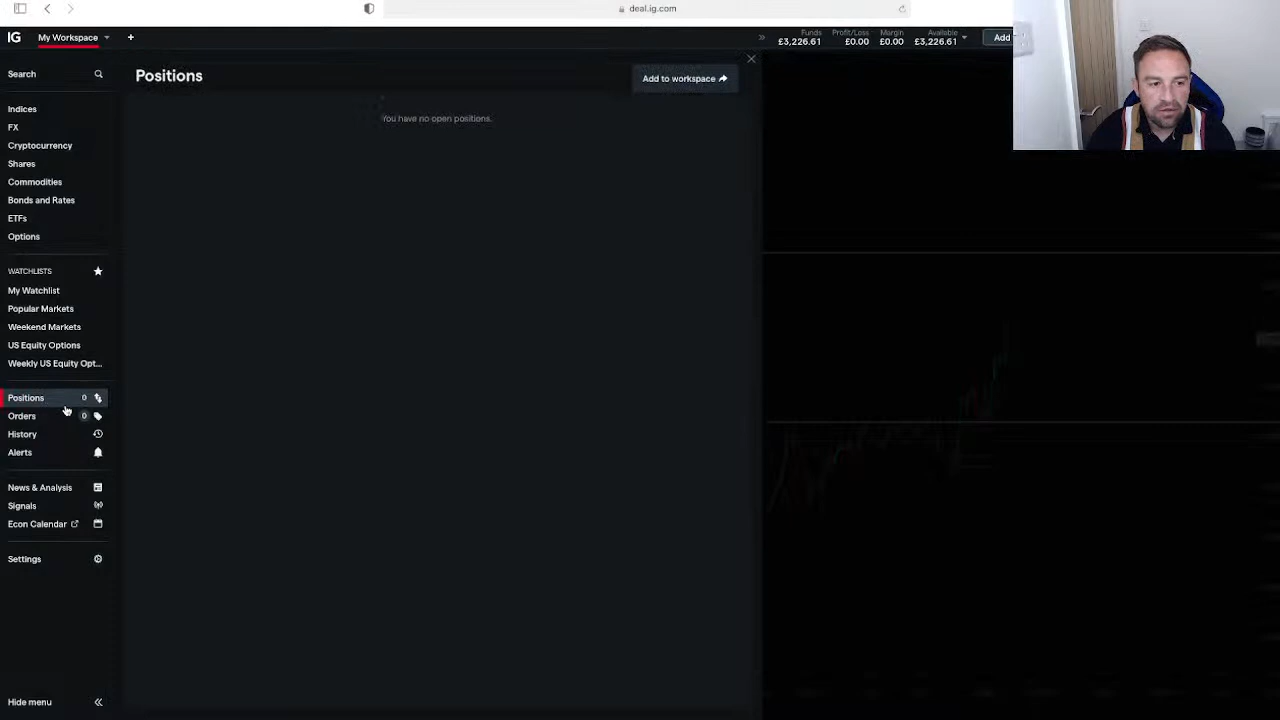 deal.ig.com
IG
My Workspace
+
Funds
£3,226.61
Profit/Loss
£0.00
Margin
£0.00
Available
£3,226.61
Add
Search
Positions
Add to workspace
You have no open positions.
Indices
FX
Cryptocurrency
Shares
Commodities
Bonds and Rates
ETFs
Options
WATCHLISTS
My Watchlist
Popular Markets
Weekend Markets
US Equity Options
Weekly US Equity Opt...
Positions 0
Orders 0
History
Alerts
News & Analysis
Signals
Econ Calendar
Settings
Hide menu